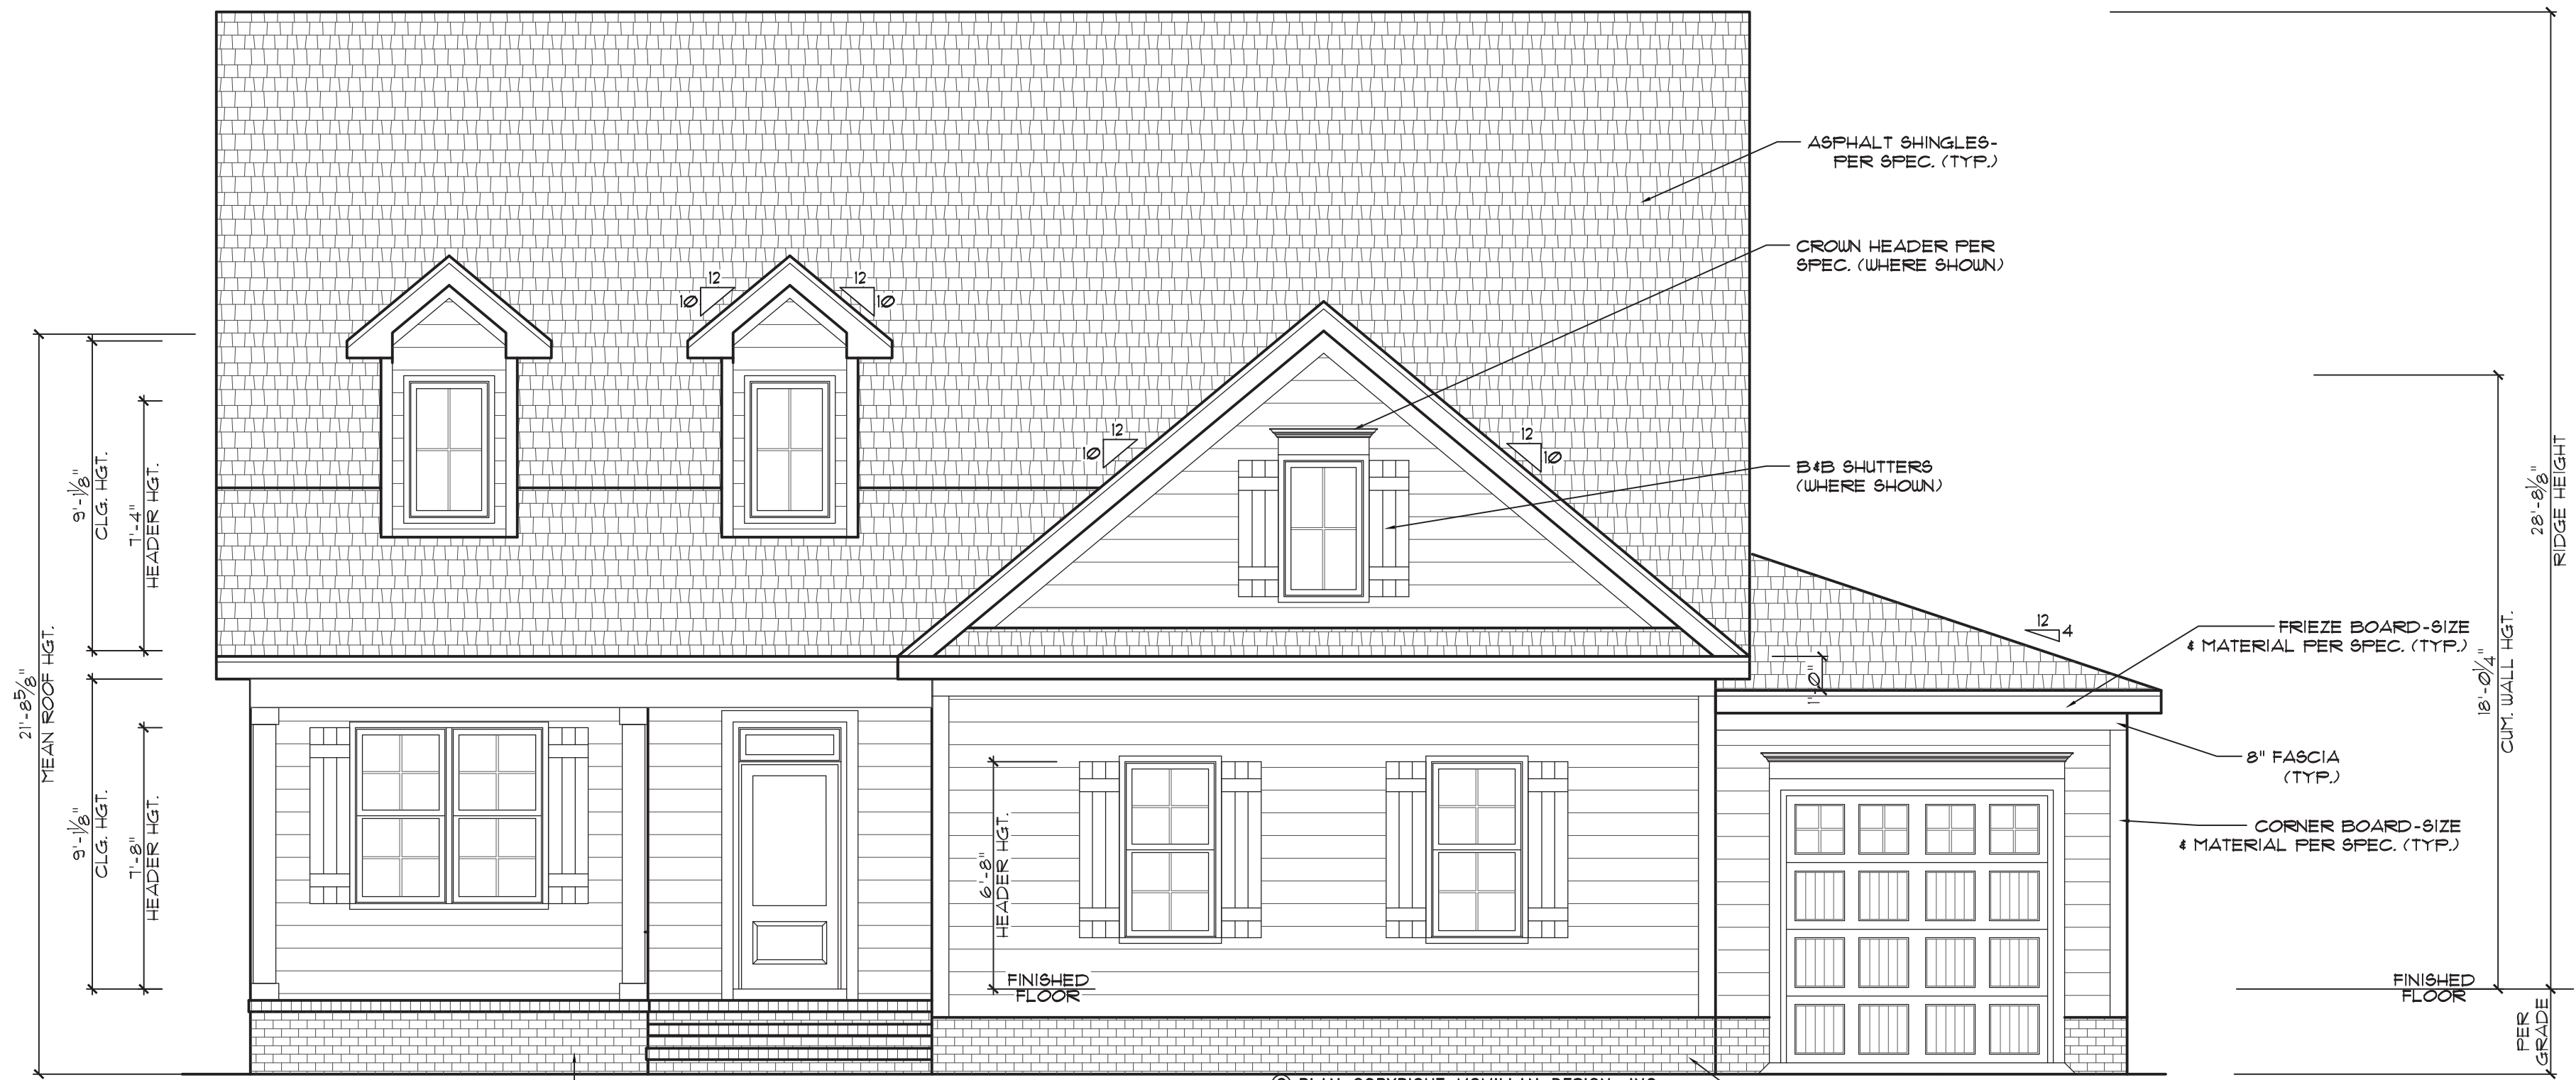 ASPHALT SHINGLES-
PER SPEC. (TYP.)
CROWN HEADER PER
SPEC. (WHERE SHOWN)
12
10
12
10
12
10
12
10
B&B SHUTTERS
(WHERE SHOWN)
12
4
FRIEZE BOARD-SIZE
& MATERIAL PER SPEC. (TYP.)
8" FASCIA
(TYP.)
CORNER BOARD-SIZE
& MATERIAL PER SPEC. (TYP.)
1'-0"
21'-8 5/8"
MEAN ROOF HGT.
9'-1 1/8"
CLG. HGT.
7'-4"
HEADER HGT.
9'-1 1/8"
CLG. HGT.
7'-8"
HEADER HGT.
6'-8"
HEADER HGT.
FINISHED
FLOOR
28'-8 1/8"
RIDGE HEIGHT
18'-0 1/4"
CUM. WALL HGT.
FINISHED
FLOOR
PER
GRADE